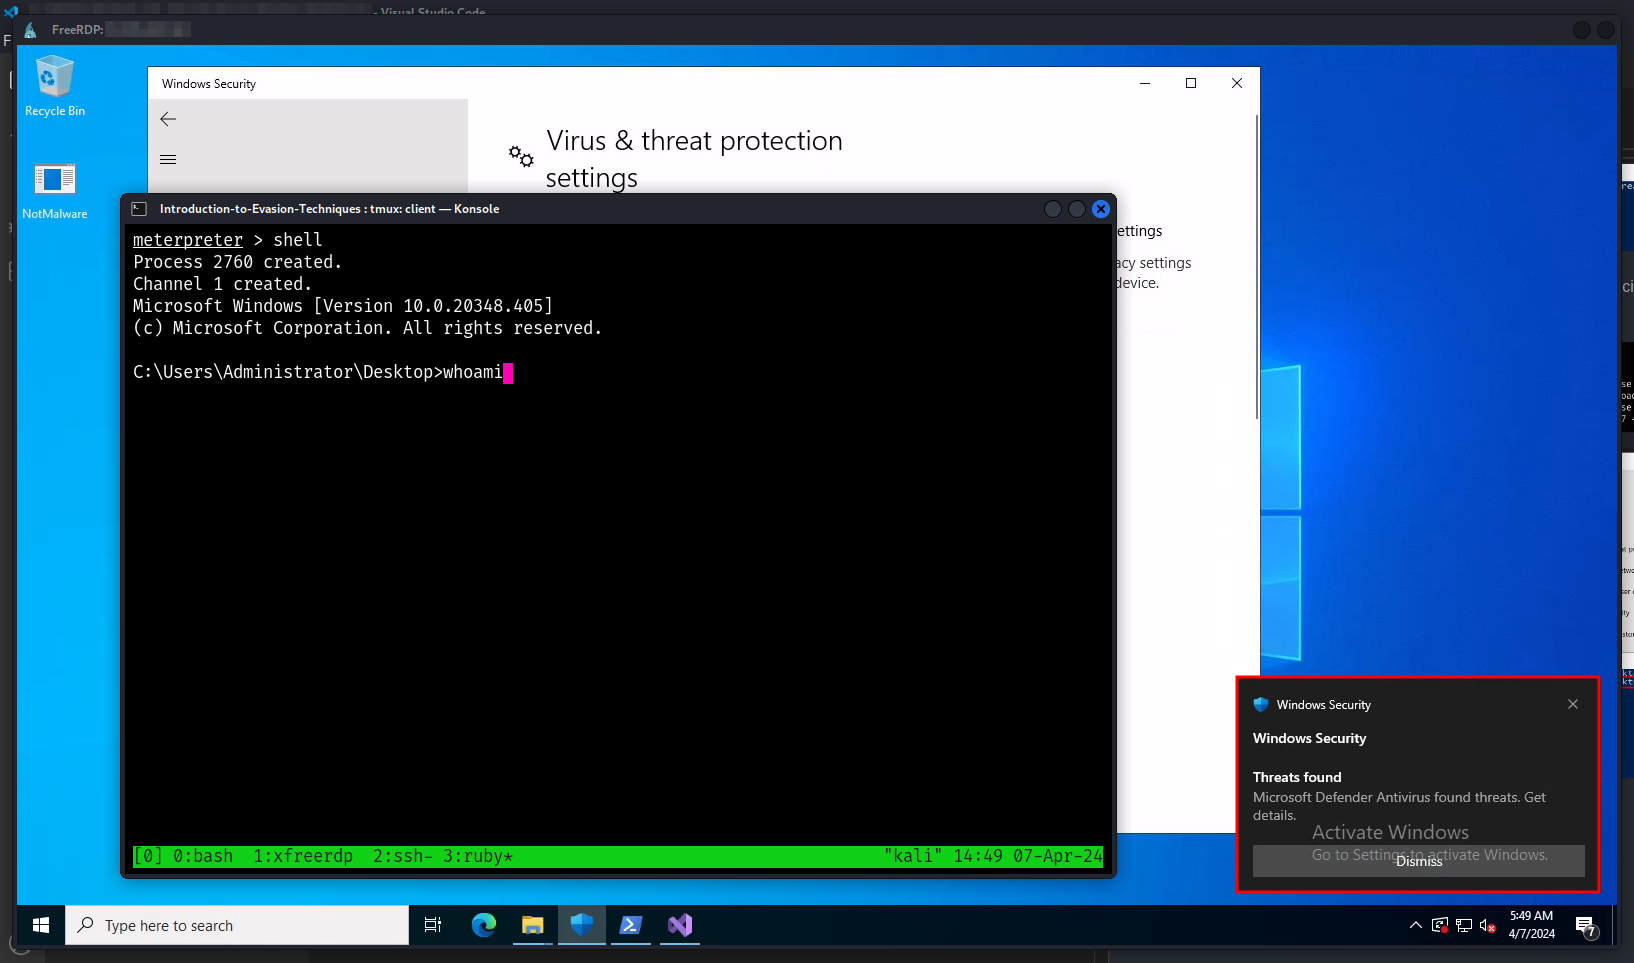 - Visual Studio Code
FreeRDP:
Recycle Bin
NotMalware
Windows Security
Virus & threat protection
settings
ettings
acy settings
device.
Introduction-to-Evasion-Techniques : tmux: client — Konsole
meterpreter > shell
Process 2760 created.
Channel 1 created.
Microsoft Windows [Version 10.0.20348.405]
(c) Microsoft Corporation. All rights reserved.
C:\Users\Administrator\Desktop>whoami
[0] 0:bash 1:xfreerdp 2:ssh- 3:ruby* "kali" 14:49 07-Apr-24
Windows Security
Windows Security
Threats found
Microsoft Defender Antivirus found threats. Get
details.
Activate Windows
Go to Settings to activate Windows.
Dismiss
Type here to search
5:49 AM
4/7/2024
7